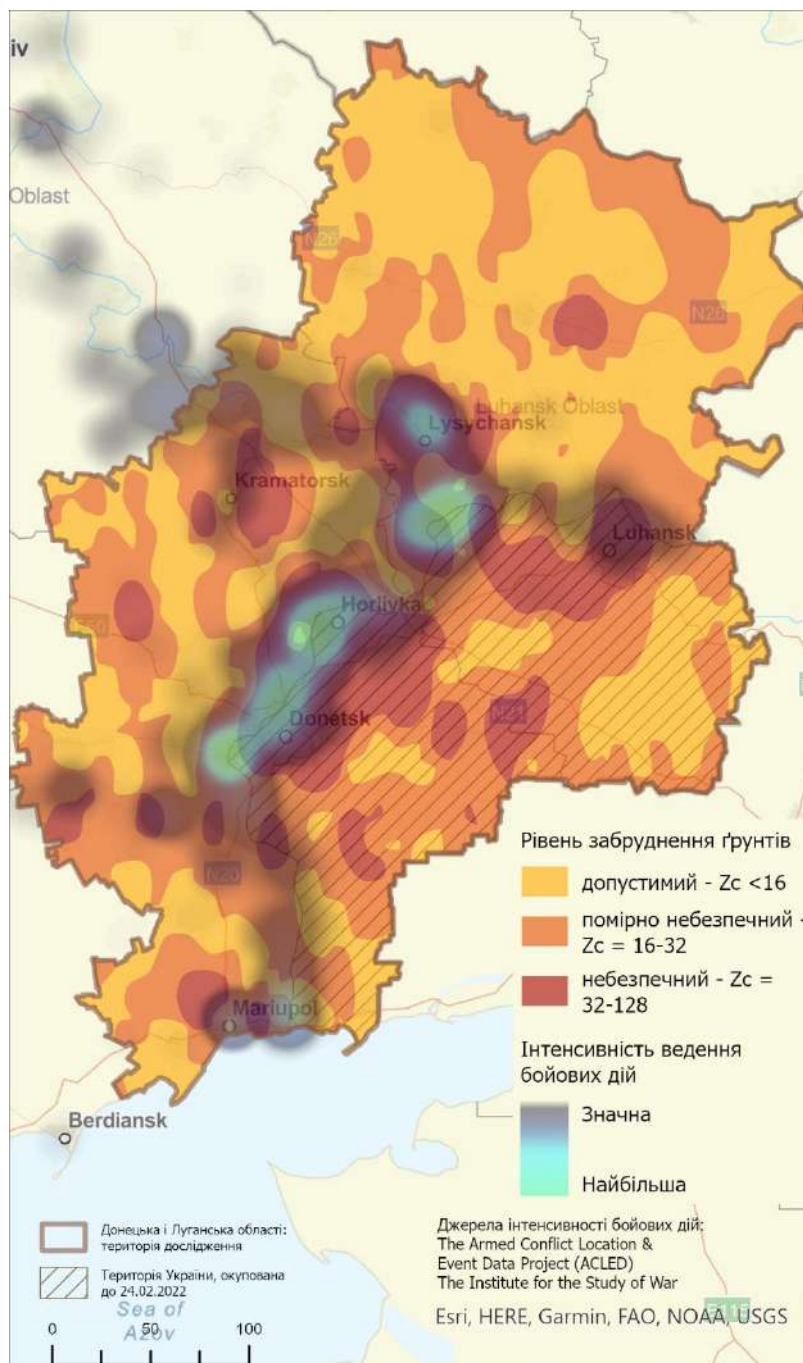 iv
Oblast
N26
N26
Luhansk Oblast
Lysychansk
Kramatorsk
Luhansk
Horlivka
N21
Donétsk
N20
Mariupol
Berdiansk
Sea of
Azov
Рівень забруднення ґрунтів
допустимий - Zc <16
помірно небезпечний -
Zc = 16-32
небезпечний - Zc =
32-128
Інтенсивність ведення
бойових дій
Значна
Найбільша
Донецька і Луганська області:
територія дослідження
Територія України, окупована
до 24.02.2022
0 50 100
Джерела інтенсивності бойових дій:
The Armed Conflict Location &
Event Data Project (ACLED)
The Institute for the Study of War
Esri, HERE, Garmin, FAO, NOAA, USGS
E115